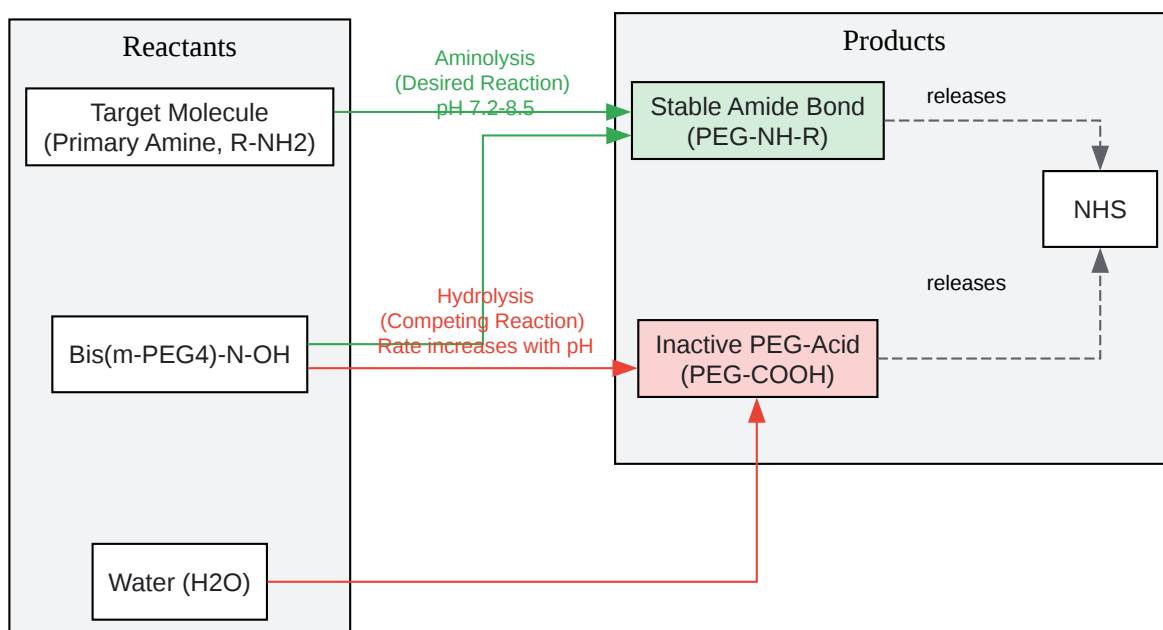 Reactants
Target Molecule
(Primary Amine, R-NH2)
Bis(m-PEG4)-N-OH
Water (H2O)
Aminolysis
(Desired Reaction)
pH 7.2-8.5
Hydrolysis
(Competing Reaction)
Rate increases with pH
Products
Stable Amide Bond
(PEG-NH-R)
releases
NHS
releases
Inactive PEG-Acid
(PEG-COOH)